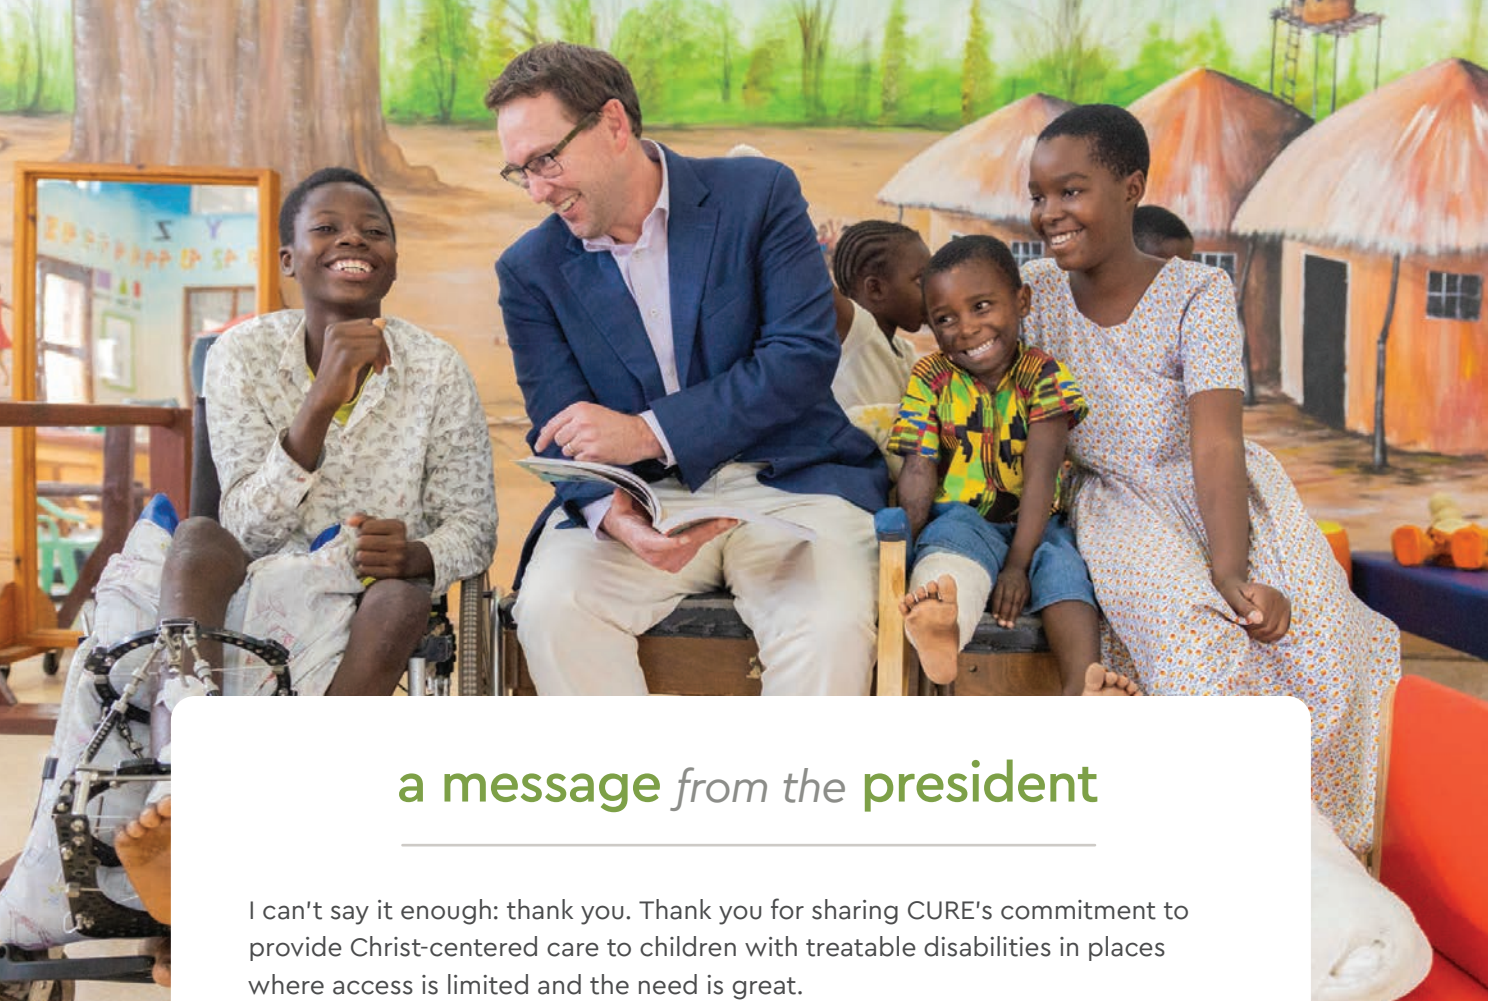 a message from the president
I can't say it enough: thank you. Thank you for sharing CURE's commitment to
provide Christ-centered care to children with treatable disabilities in places
where access is limited and the need is great.